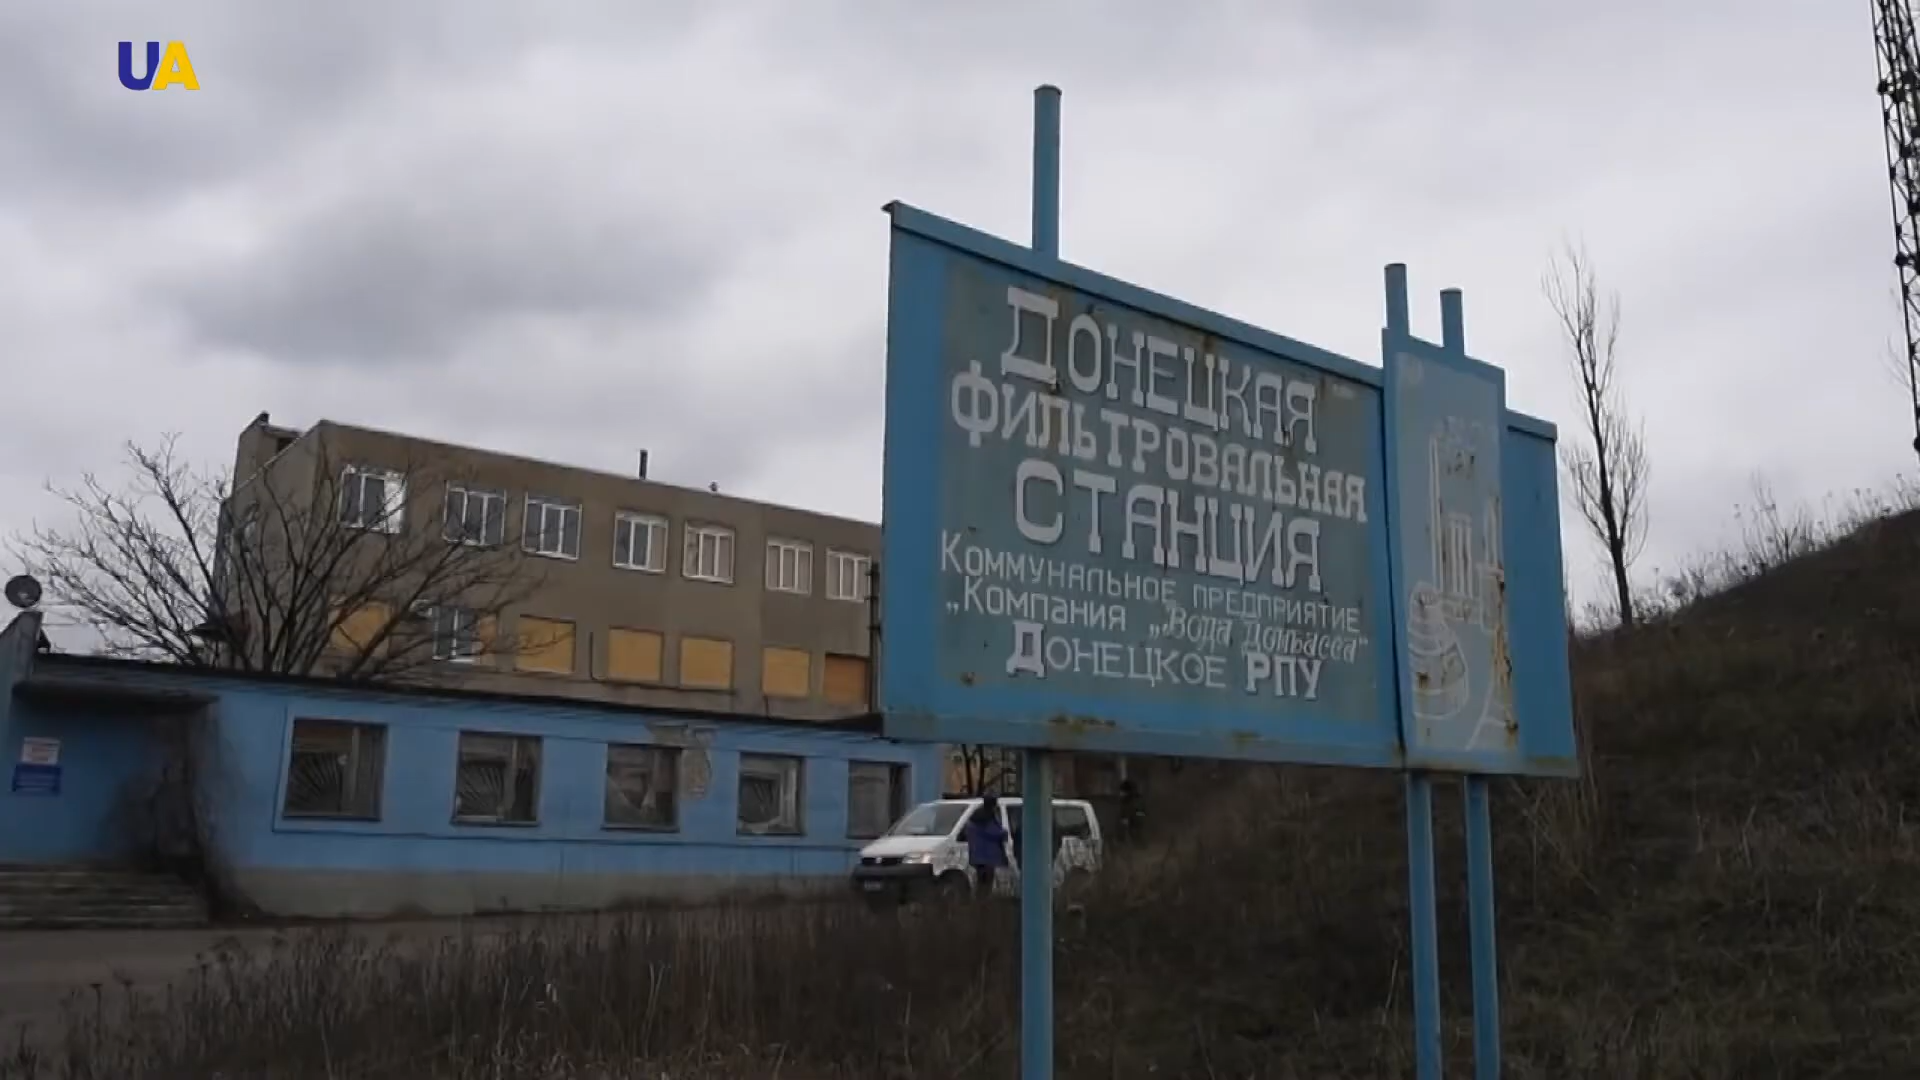 UA
ДОНЕЦКАЯ
ФИЛЬТРОВАЛЬНАЯ
СТАНЦИЯ
КОММУНАЛЬНОЕ ПРЕДПРИЯТИЕ
„КОМПАНИЯ „Вода Донбасса"
ДОНЕЦКОЕ РПУ